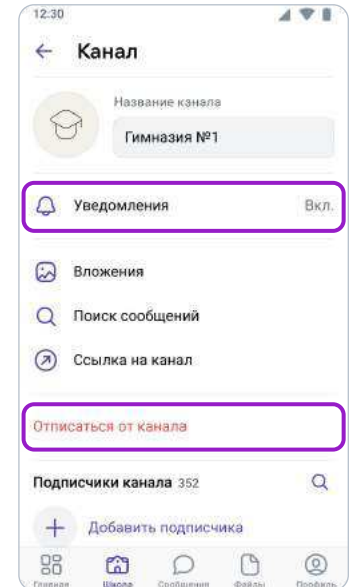 12:30
Канал
Название канала
Гимназия №1
Уведомления Вкл.
Вложения
Поиск сообщений
Ссылка на канал
Отписаться от канала
Подписчики канала 352
Добавить подписчика
Главная Школа Сообщения Файлы Профиль